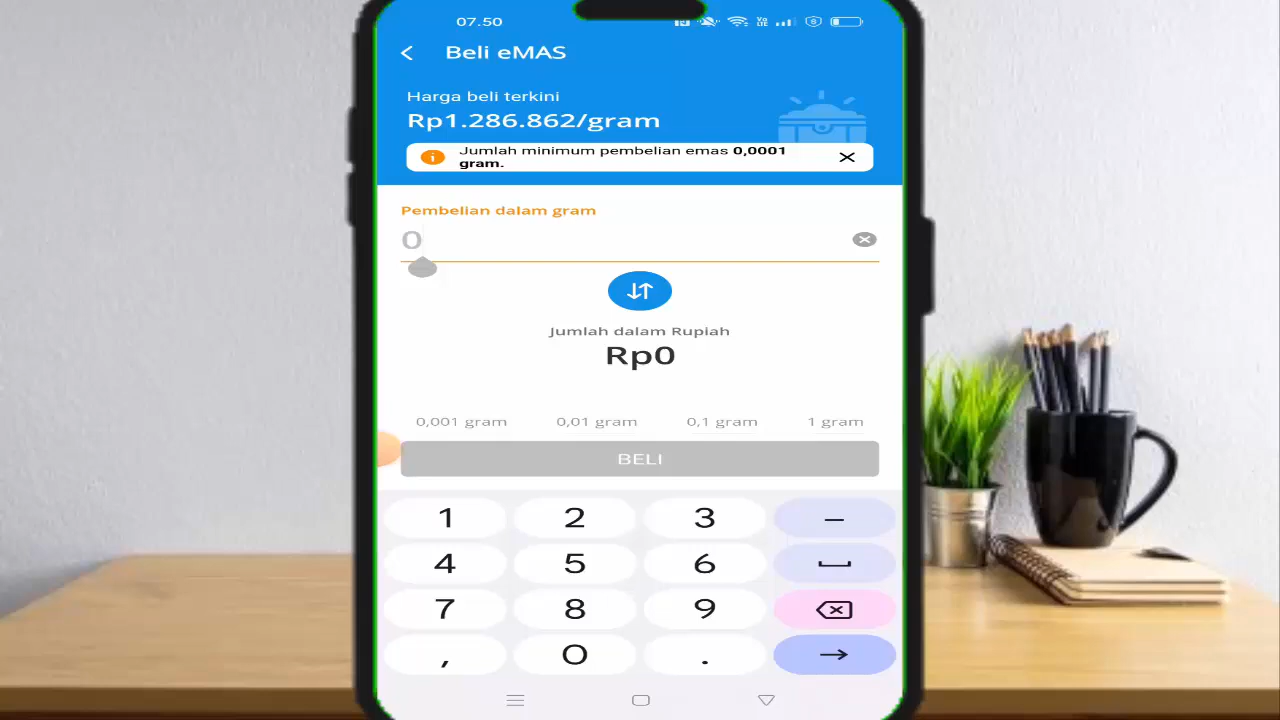 07.50
Beli eMAS
Harga beli terkini
Rp1.286.862/gram
Jumlah minimum pembelian emas 0,0001
gram.
Pembelian dalam gram
0
Jumlah dalam Rupiah
Rp0
0,001 gram 0,01 gram 0,1 gram 1 gram
BELI
1 2 3 –
4 5 6
7 8 9
, 0 .